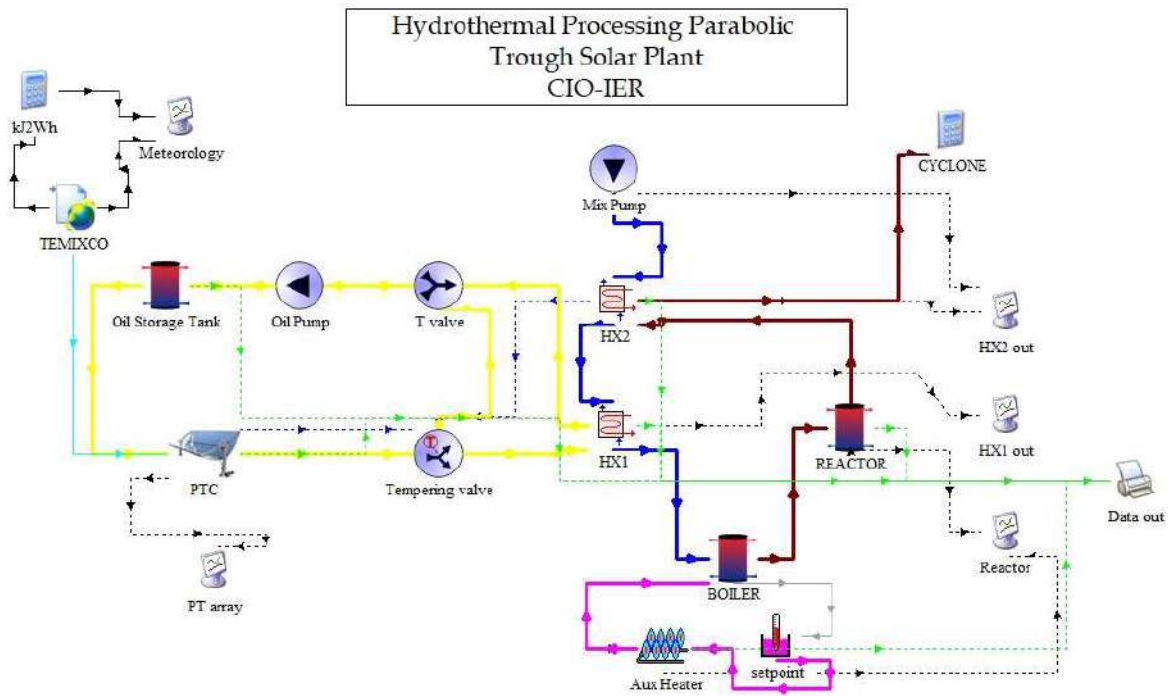 Hydrothermal Processing Parabolic
Trough Solar Plant
CIO-IER
kJ2Wh
Meteorology
CYCLONE
Mix Pump
TEMIXCO
Oil Storage Tank
Oil Pump
T valve
HX2
HX2 out
HX1 out
PTC
Tempering valve
HX1
REACTOR
Data out
Reactor
PT array
BOILER
Aux Heater
setpoint